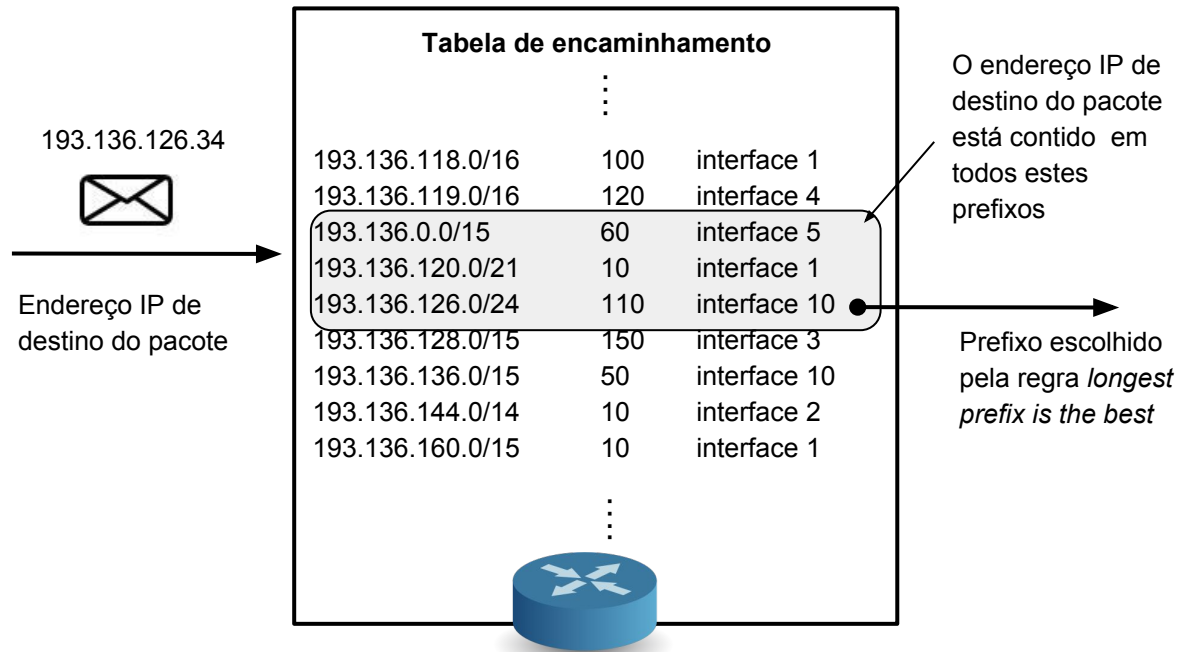 Tabela de encaminhamento
193.136.126.34
Endereço IP de
destino do pacote
193.136.118.0/16 100 interface 1
193.136.119.0/16 120 interface 4
193.136.0.0/15 60 interface 5
193.136.120.0/21 10 interface 1
193.136.126.0/24 110 interface 10
193.136.128.0/15 150 interface 3
193.136.136.0/15 50 interface 10
193.136.144.0/14 10 interface 2
193.136.160.0/15 10 interface 1
O endereço IP de
destino do pacote
está contido em
todos estes
prefixos
Prefixo escolhido
pela regra longest
prefix is the best